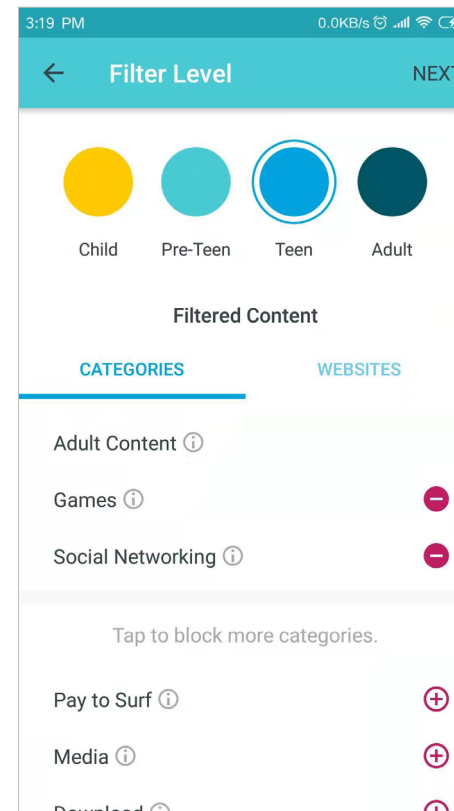 3:19 PM 0.0KB/s
Filter Level NEXT
Child Pre-Teen Teen Adult
Filtered Content
CATEGORIES WEBSITES
Adult Content
Games
Social Networking
Tap to block more categories.
Pay to Surf
Media
Download